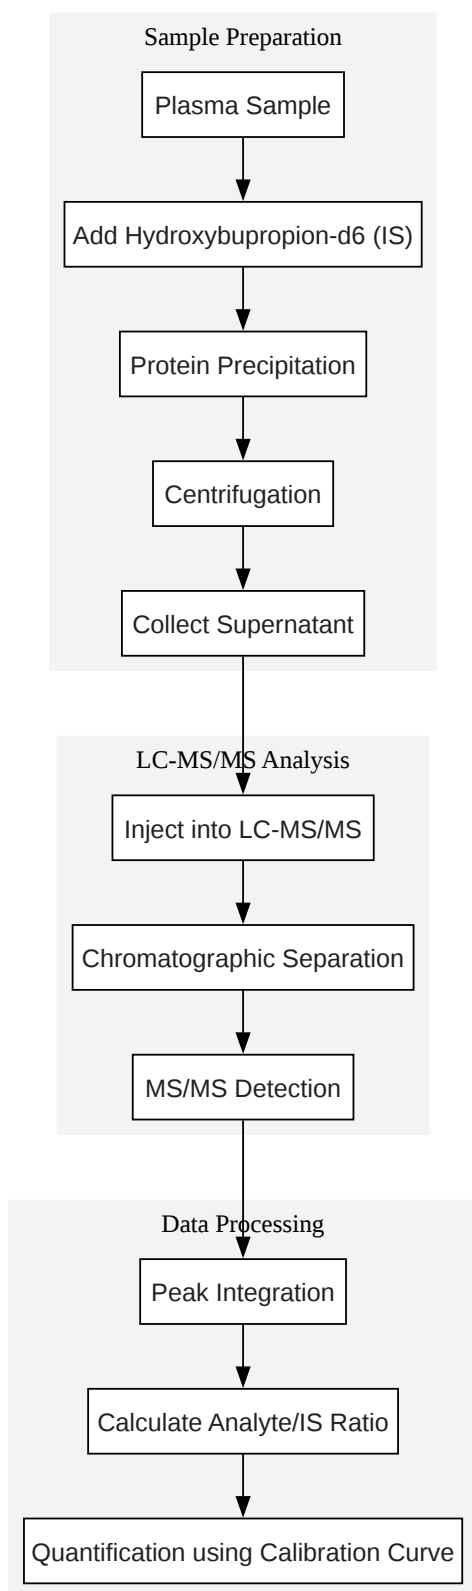 Sample Preparation
Plasma Sample
Add Hydroxybupropion-d6 (IS)
Protein Precipitation
Centrifugation
Collect Supernatant
LC-MS/MS Analysis
Inject into LC-MS/MS
Chromatographic Separation
MS/MS Detection
Data Processing
Peak Integration
Calculate Analyte/IS Ratio
Quantification using Calibration Curve